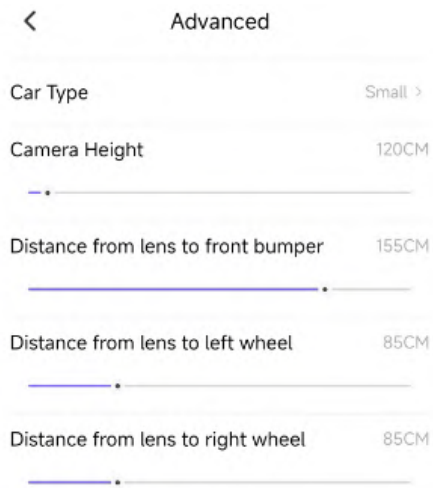 Advanced
Car Type Small >
Camera Height 120CM
Distance from lens to front bumper 155CM
Distance from lens to left wheel 85CM
Distance from lens to right wheel 85CM